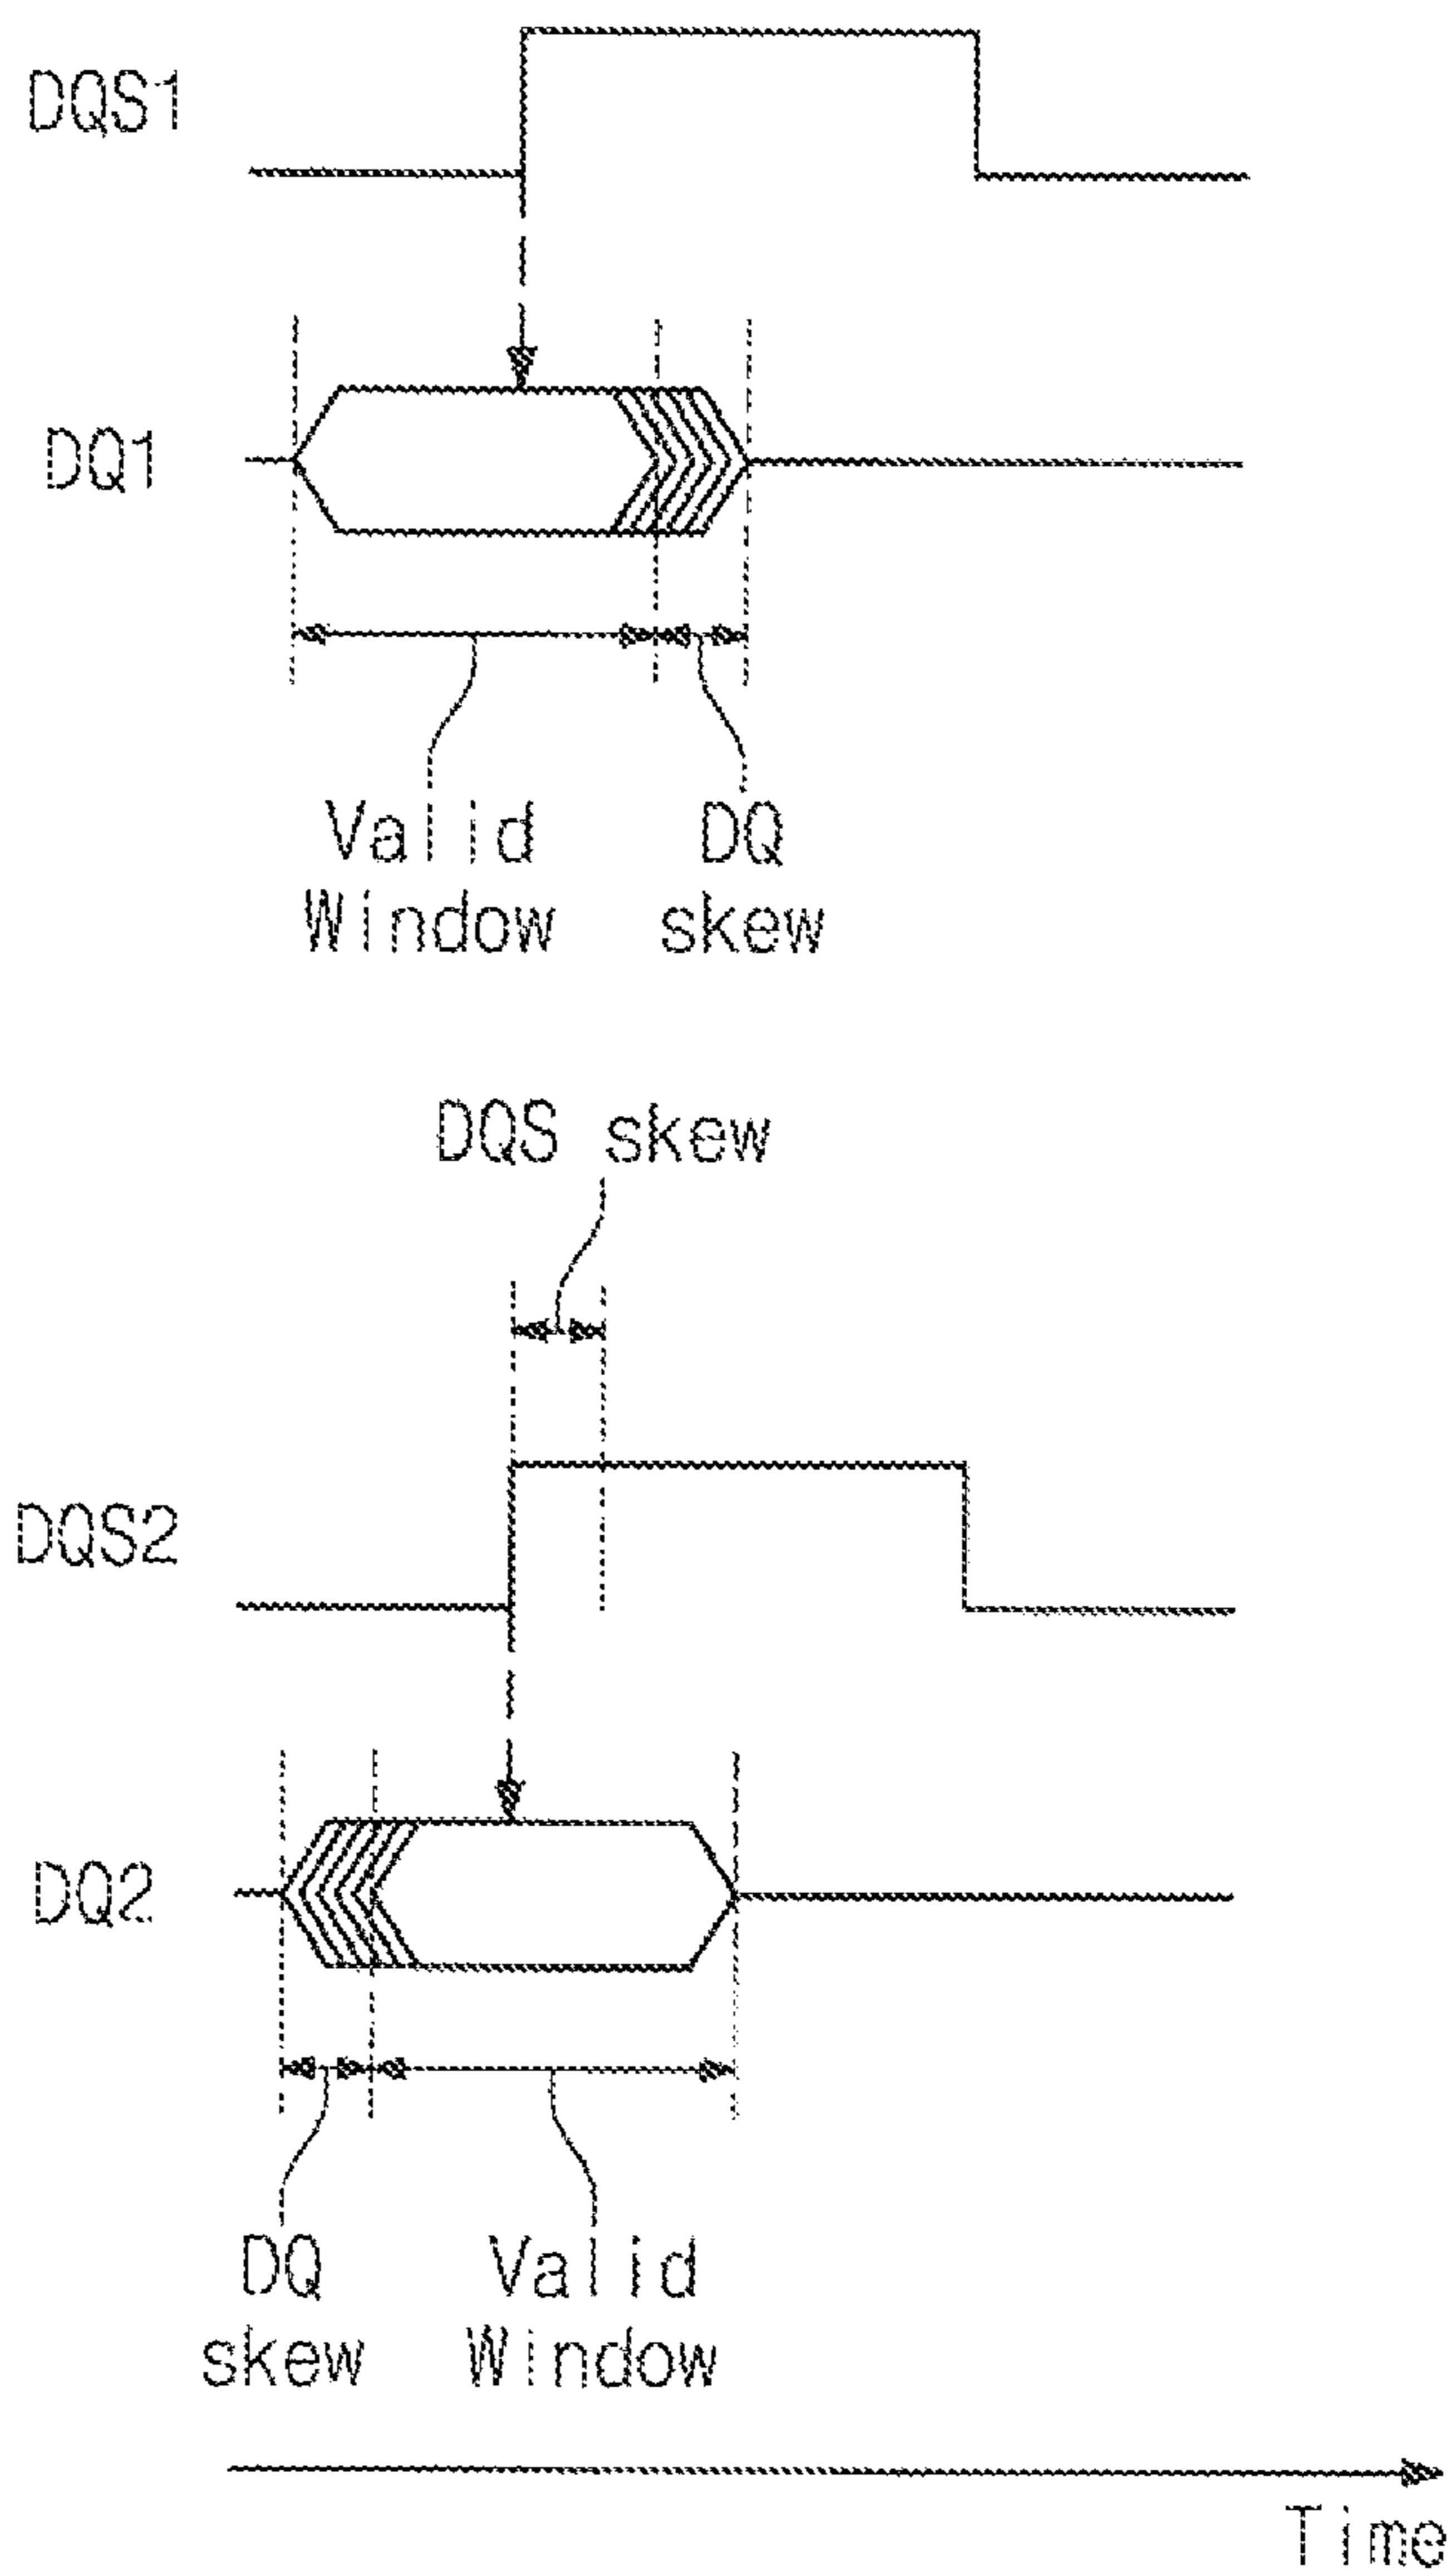 DQS1
DQ1
Valid
Window
DQ
skew
DQS skew
DQS2
DQ2
DQ
skew
Valid
Window
Time